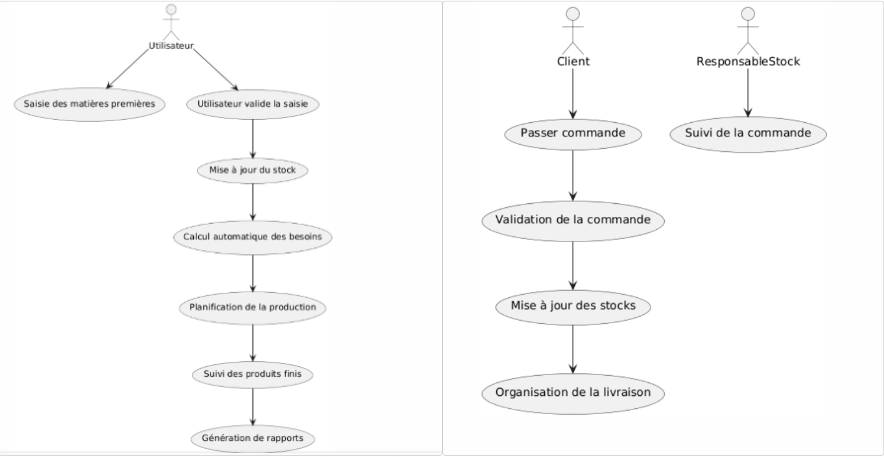 Utilisateur
Saisie des matières premières
Utilisateur valide la saisie
Mise à jour du stock
Calcul automatique des besoins
Planification de la production
Suivi des produits finis
Génération de rapports
Client
ResponsableStock
Passer commande
Suivi de la commande
Validation de la commande
Mise à jour des stocks
Organisation de la livraison